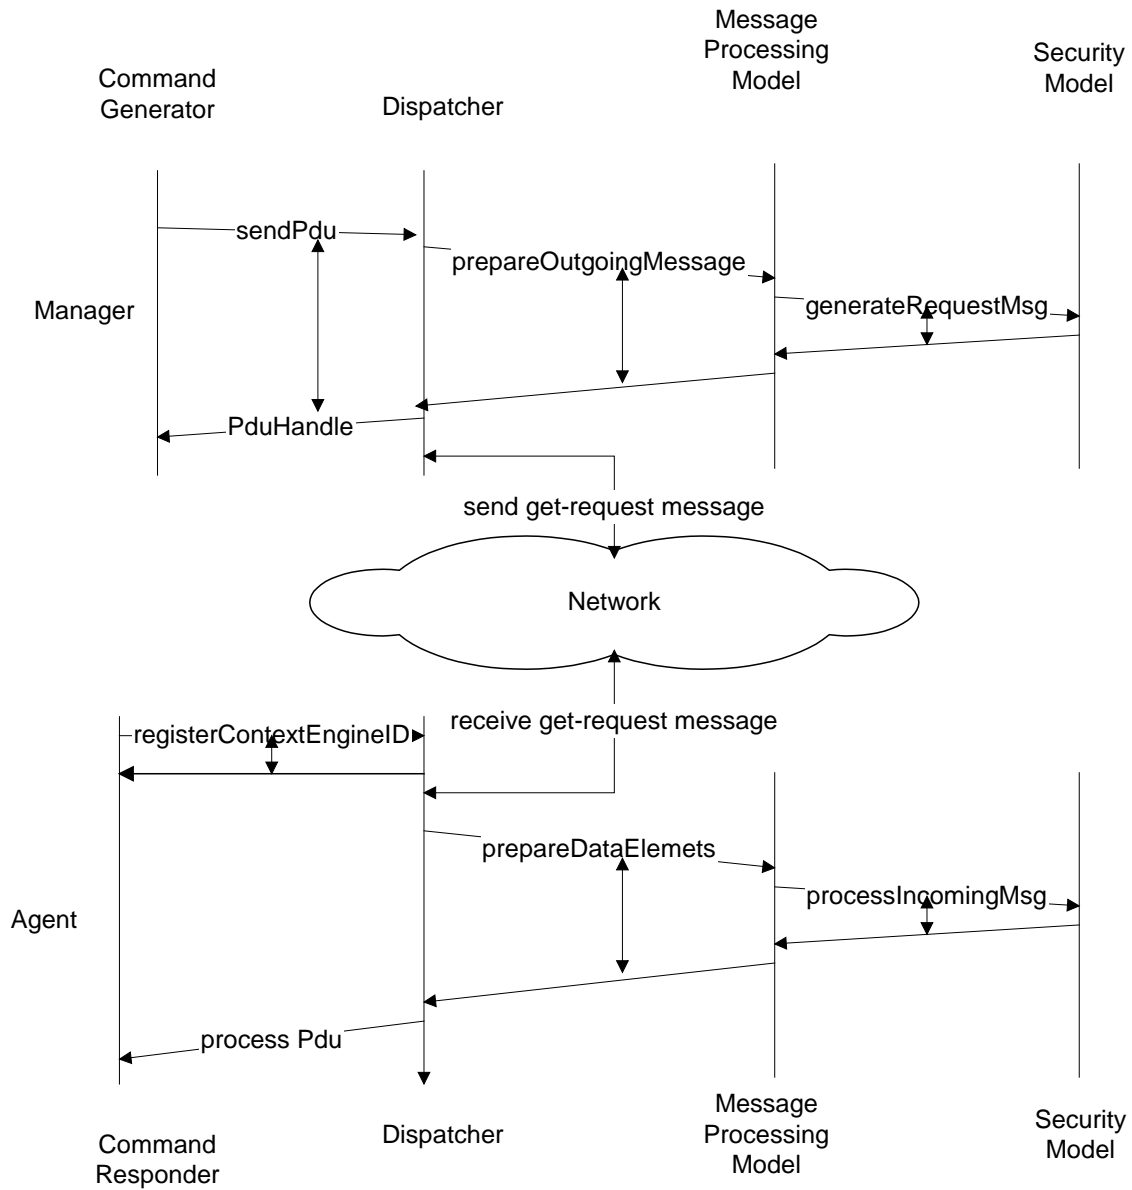 Message
Processing
Model
Security
Model
Command
Generator
Dispatcher
sendPdu
prepareOutgoingMessage
generateRequestMsg
Manager
PduHandle
send get-request message
Network
receive get-request message
registerContextEngineID
prepareDataElemets
processIncomingMsg
Agent
process Pdu
Message
Processing
Model
Security
Model
Dispatcher
Command
Responder